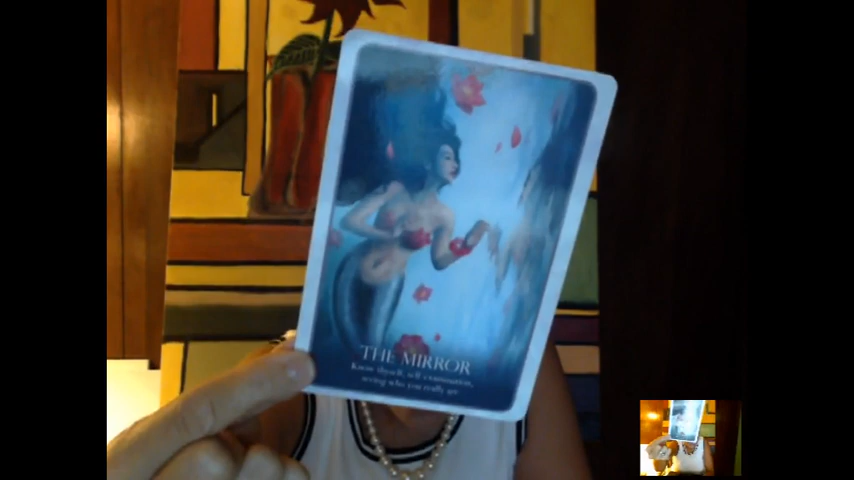 THE MIRROR
Know thyself, self examination,
seeing who you really are